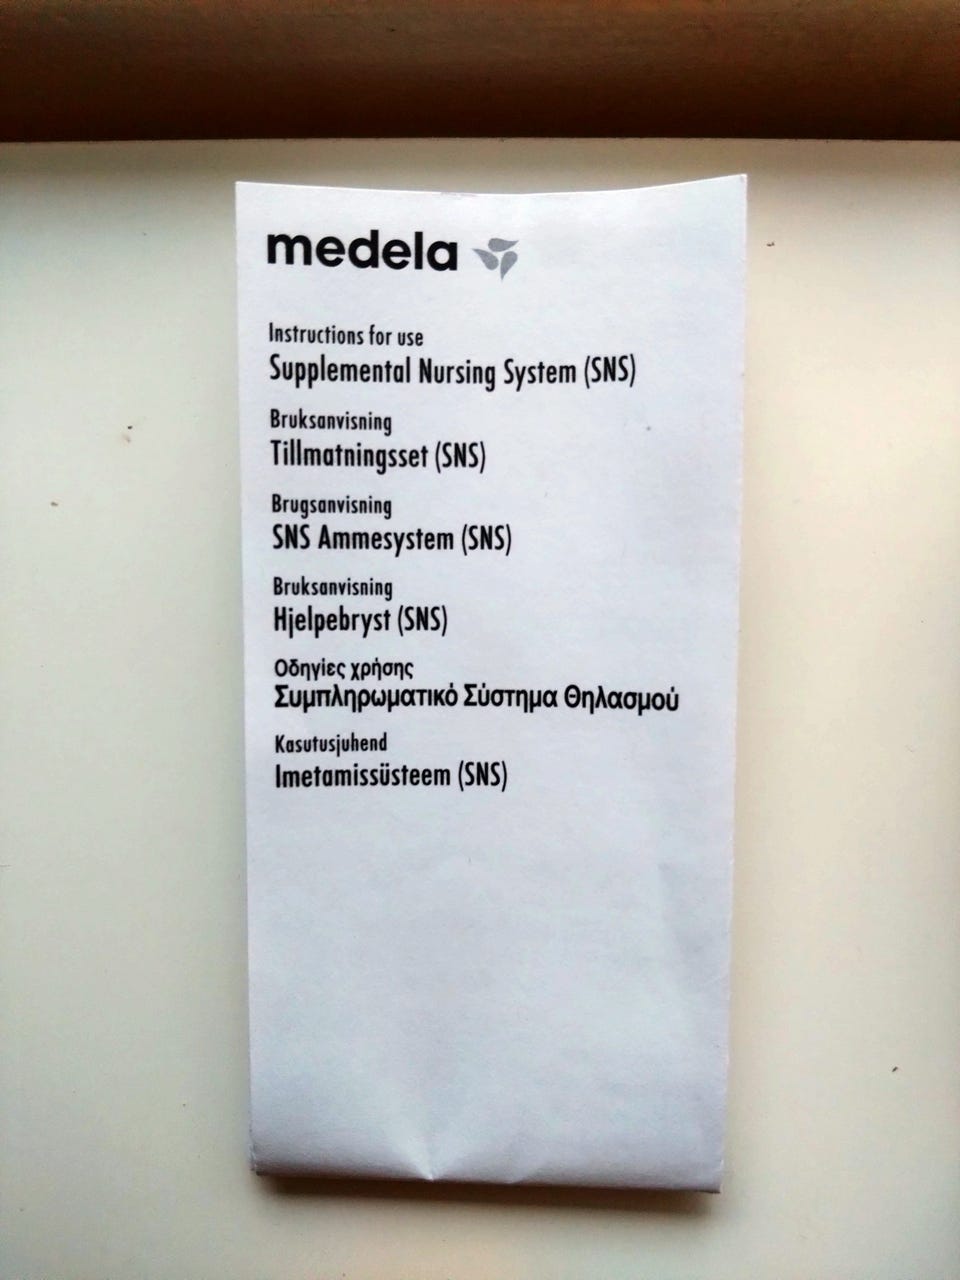 medela
Instructions for use
Supplemental Nursing System (SNS)
Bruksanvisning
Tillmatningsset (SNS)
Brugsanvisning
SNS Ammesystem (SNS)
Bruksanvisning
Hjelpebryst (SNS)
Οδηγίες χρήσης
Συμπληρωματικό Σύστημα Θηλασμού
Kasutusjuhend
Imetamissüsteem (SNS)